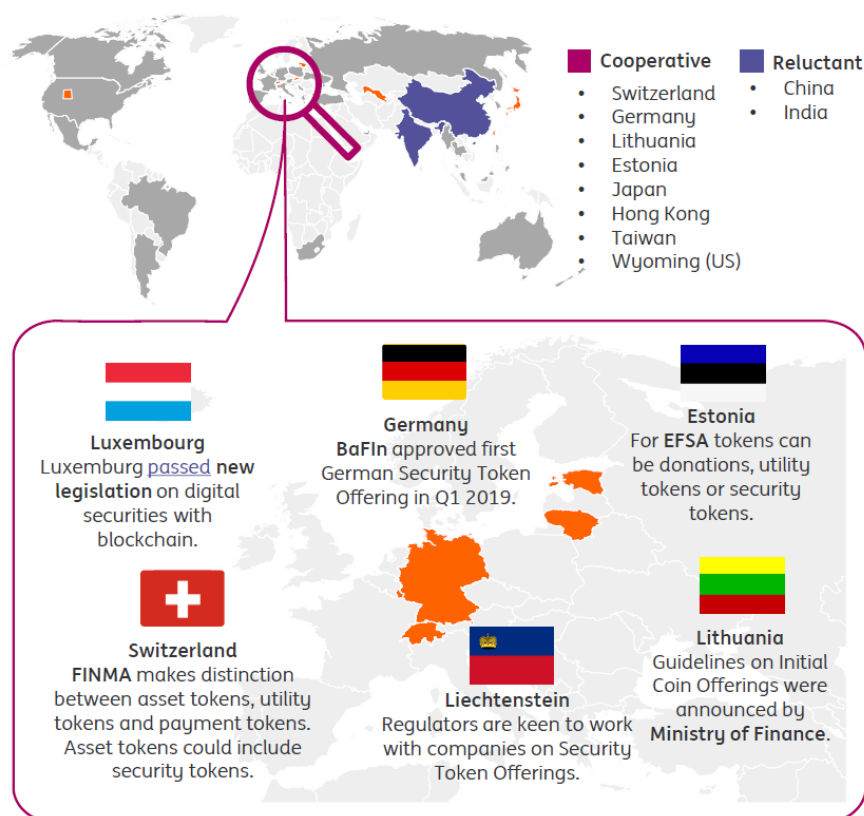 Cooperative
• Switzerland
• Germany
• Lithuania
• Estonia
• Japan
• Hong Kong
• Taiwan
• Wyoming (US)
Reluctant
• China
• India
Luxembourg
Luxemburg passed new
legislation on digital
securities with
blockchain.
Germany
BaFIn approved first
German Security Token
Offering in Q1 2019.
Estonia
For EFSA tokens can
be donations, utility
tokens or security
tokens.
Switzerland
FINMA makes distinction
between asset tokens, utility
tokens and payment tokens.
Asset tokens could include
security tokens.
Liechtenstein
Regulators are keen to work
with companies on Security
Token Offerings.
Lithuania
Guidelines on Initial
Coin Offerings were
announced by
Ministry of Finance.